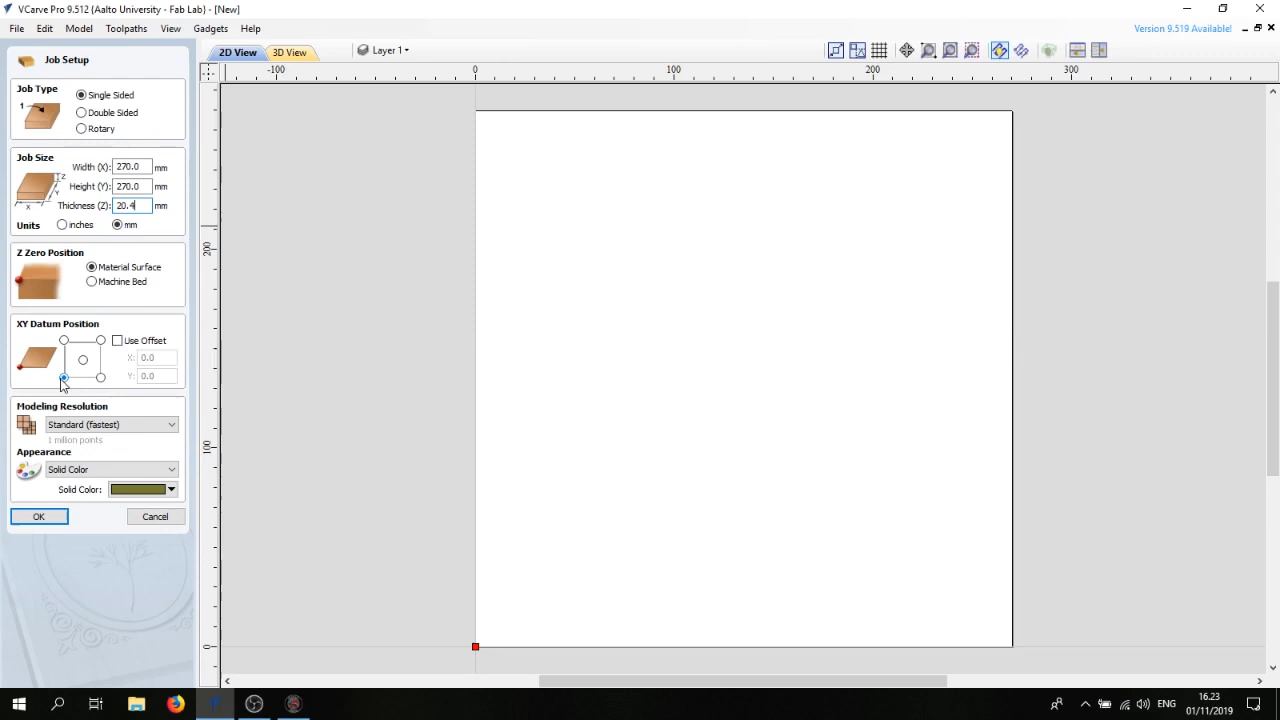 VCarve Pro 9.512 {Aalto University - Fab Lab} - [New]
File Edit Model Toolpaths View Gadgets Help
Version 9.519 Available!
Job Setup
2D View 3D View Layer 1
-100 0 100 200 300
Job Type
1
Single Sided
Double Sided
Rotary
Job Size
Width (X): 270.0 mm
Height (Y): 270.0 mm
Thickness (Z): 20.4 mm
Z
Y
X
Units inches mm
Z Zero Position
Material Surface
Machine Bed
XY Datum Position
Use Offset
X: 0.0
Y: 0.0
Modeling Resolution
Standard (fastest)
1 million points
Appearance
Solid Color
Solid Color:
OK Cancel
200
100
0
ENG
16.23
01/11/2019